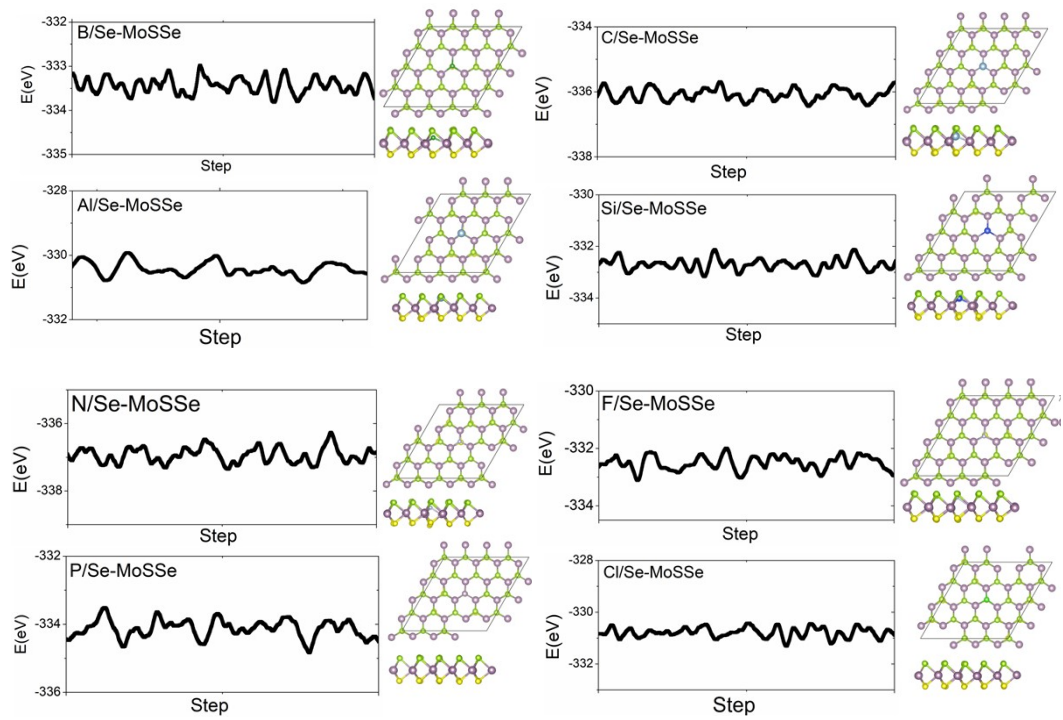 B/Se-MoSSe
E(eV)
-332
-333
-334
-335
Step
C/Se-MoSSe
E(eV)
-334
-336
-338
Step
Al/Se-MoSSe
E(eV)
-328
-330
-332
Step
Si/Se-MoSSe
E(eV)
-330
-332
-334
Step
N/Se-MoSSe
E(eV)
-336
-338
Step
F/Se-MoSSe
E(eV)
-330
-332
-334
Step
P/Se-MoSSe
E(eV)
-332
-334
-336
Step
Cl/Se-MoSSe
E(eV)
-328
-330
-332
Step